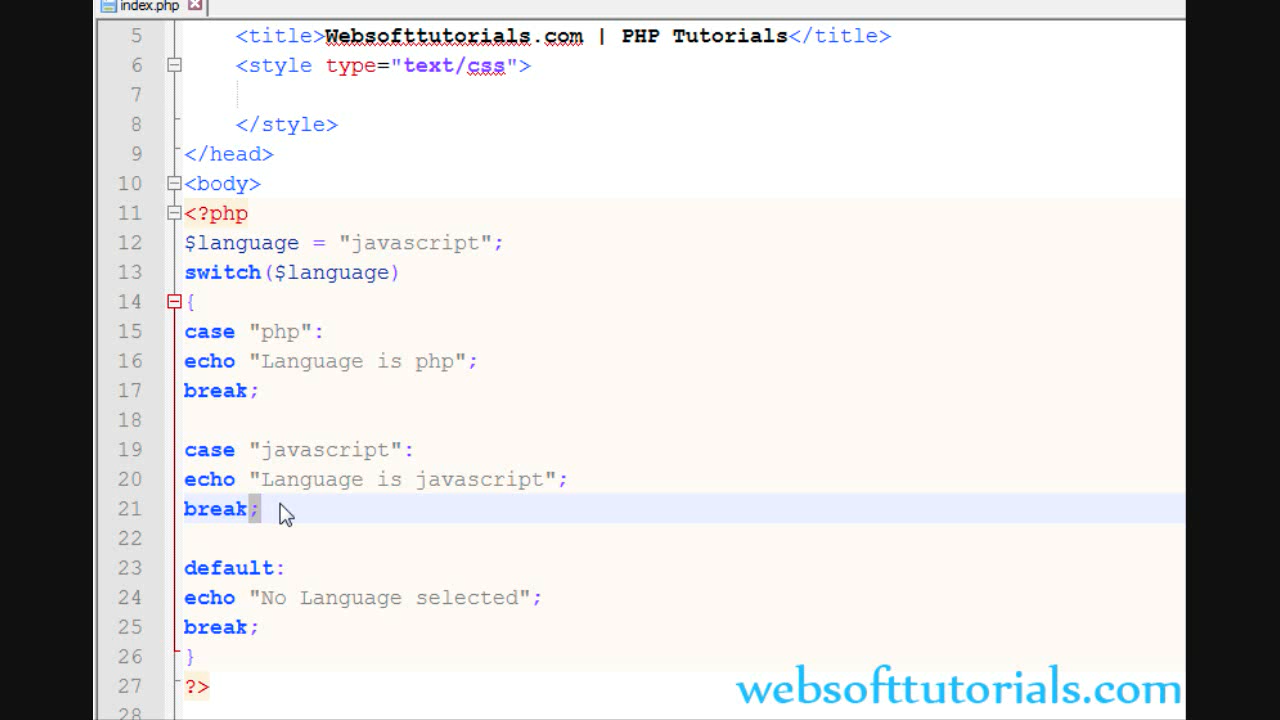 index.php
5 <title>Websofttutorials.com | PHP Tutorials</title>
6 <style type="text/css">
7
8 </style>
9 </head>
10 <body>
11 <?php
12 $language = "javascript";
13 switch($language)
14 {
15 case "php":
16 echo "Language is php";
17 break;
18
19 case "javascript":
20 echo "Language is javascript";
21 break;
22
23 default:
24 echo "No Language selected";
25 break;
26 }
27 ?>
28
websofttutorials.com